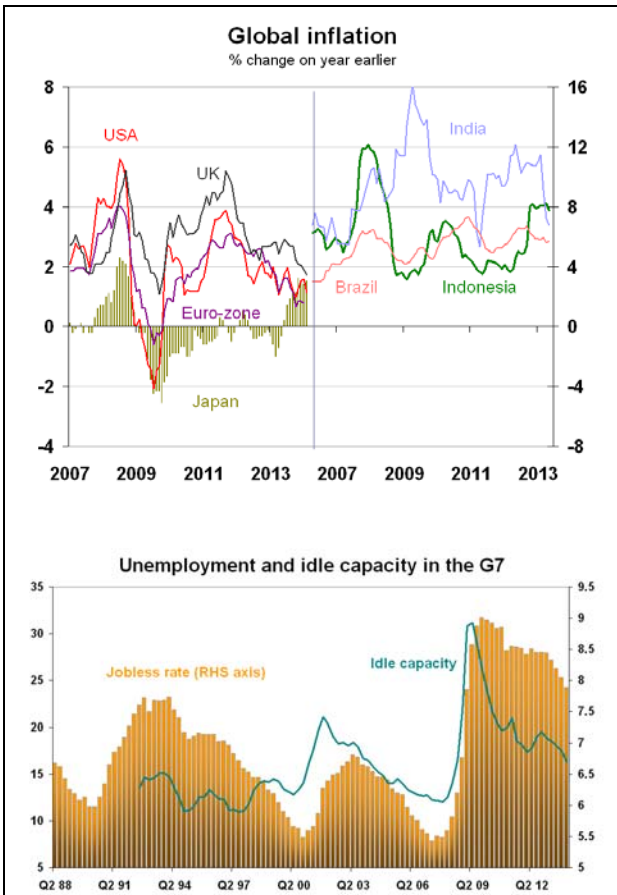 Global inflation
% change on year earlier
8
6
4
2
0
-2
-4
16
12
8
4
0
-4
-8
USA
UK
Euro-zone
Japan
India
Brazil
Indonesia
2007 2009 2011 2013 2007 2009 2011 2013
Unemployment and idle capacity in the G7
35
30
25
20
15
10
5
9.5
9
8.5
8
7.5
7
6.5
6
5.5
5
Jobless rate (RHS axis)
Idle capacity
Q2 88 Q2 91 Q2 94 Q2 97 Q2 00 Q2 03 Q2 06 Q2 09 Q2 12